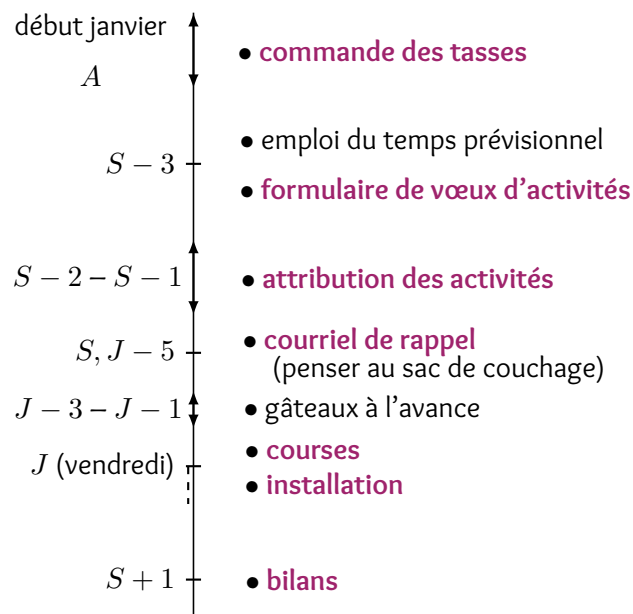 début janvier
• commande des tasses
A
• emploi du temps prévisionnel
S − 3
• formulaire de vœux d’activités
S − 2 – S − 1
• attribution des activités
• courriel de rappel
S, J − 5
(penser au sac de couchage)
J − 3 – J − 1
• gâteaux à l’avance
• courses
J (vendredi)
• installation
S + 1
• bilans